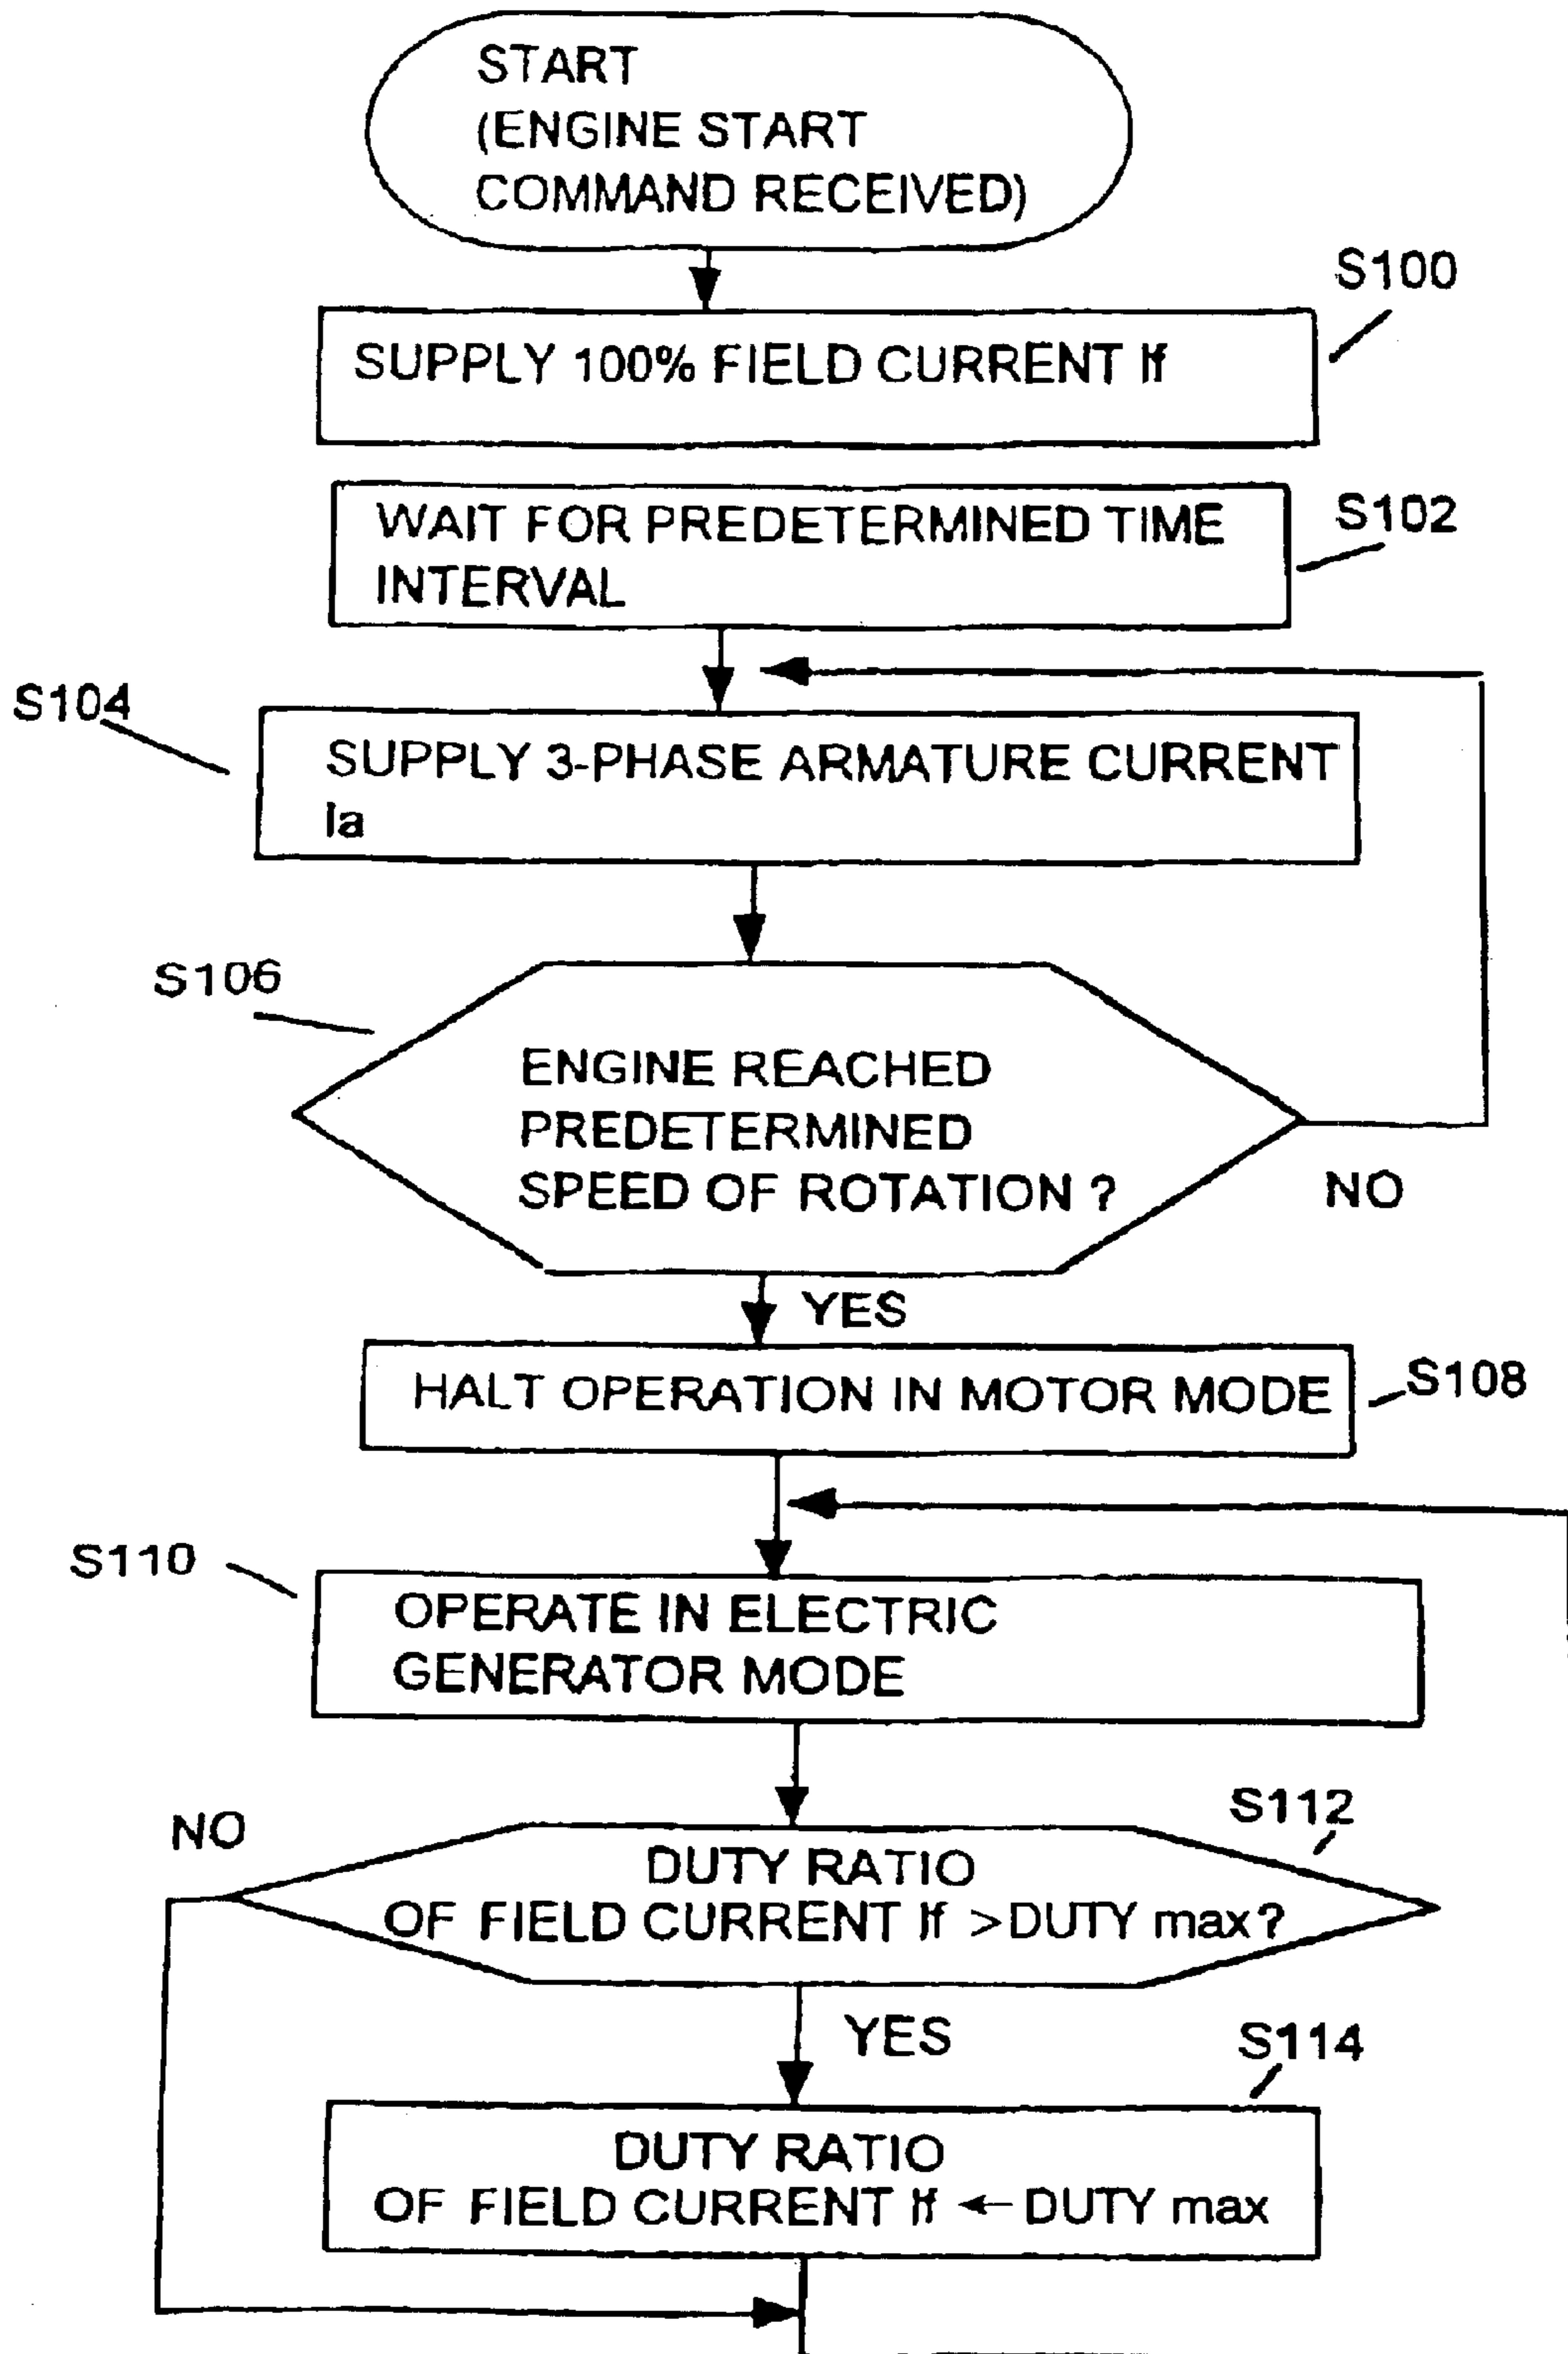 START
(ENGINE START
COMMAND RECEIVED)
S100
SUPPLY 100% FIELD CURRENT If
S102
WAIT FOR PREDETERMINED TIME
INTERVAL
S104
SUPPLY 3-PHASE ARMATURE CURRENT
Ia
S106
ENGINE REACHED
PREDETERMINED
SPEED OF ROTATION ?
NO
YES
HALT OPERATION IN MOTOR MODE
S108
S110
OPERATE IN ELECTRIC
GENERATOR MODE
S112
NO
DUTY RATIO
OF FIELD CURRENT If >DUTY max?
YES
S114
DUTY RATIO
OF FIELD CURRENT If ← DUTY max